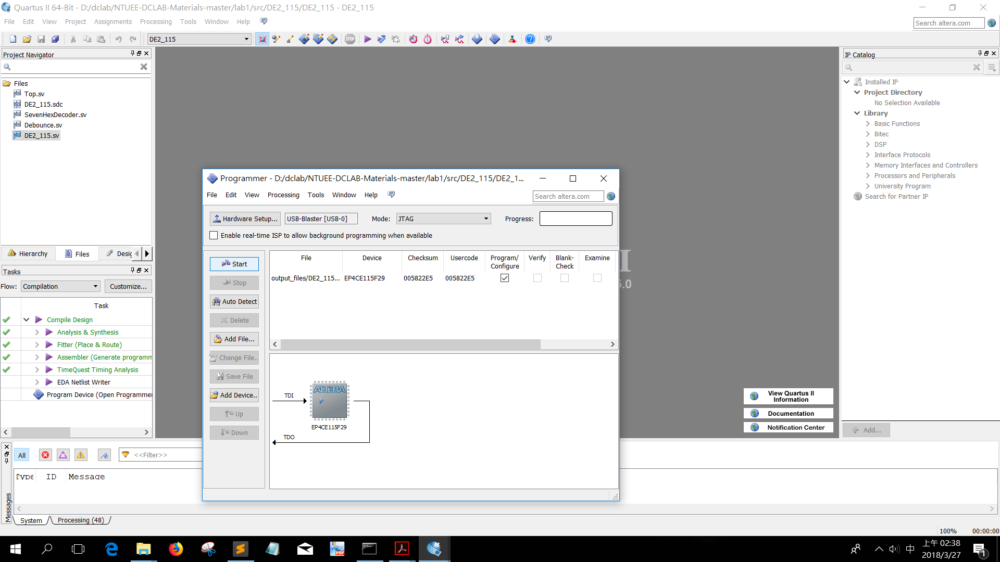 Quartus II 64-Bit - D:/dclab/NTUEE-DCLAB-Materials-master/lab1/src/DE2_115/DE2_115 - DE2_115
File Edit View Project Assignments Processing Tools Window Help
Search altera.com
DE2_115
STOP
Project Navigator
Files
Top.sv
DE2_115.sdc
SevenHexDecoder.sv
Debounce.sv
DE2_115.sv
Hierarchy Files
Tasks
Flow: Compilation Customize...
Task
Compile Design
Analysis & Synthesis
Fitter (Place & Route)
Assembler (Generate programm
TimeQuest Timing Analysis
EDA Netlist Writer
Program Device (Open Programmer
Programmer - D:/dclab/NTUEE-DCLAB-Materials-master/lab1/src/DE2_115/DE2_1...
File Edit View Processing Tools Window Help
Search altera.com
Hardware Setup... USB-Blaster [USB-0] Mode: JTAG Progress:
Enable real-time ISP to allow background programming when available
Start
Stop
Auto Detect
Delete
Add File...
Change File..
Save File
Add Device..
Up
Down
File Device Checksum Usercode Program/ Configure Verify Blank- Check Examine
output_files/DE2_115... EP4CE115F29 005822E5 005822E5
TDI
ALTERA
EP4CE115F29
TDO
IP Catalog
Installed IP
Project Directory
No Selection Available
Library
Basic Functions
Bitec
DSP
Interface Protocols
Memory Interfaces and Controllers
Processors and Peripherals
University Program
Search for Partner IP
Add...
View Quartus II
Information
Documentation
Notification Center
All <<Filter>>
Type ID Message
Messages
System Processing (48)
100% 00:00:00
PDF
中
上午 02:38
2018/3/27
1